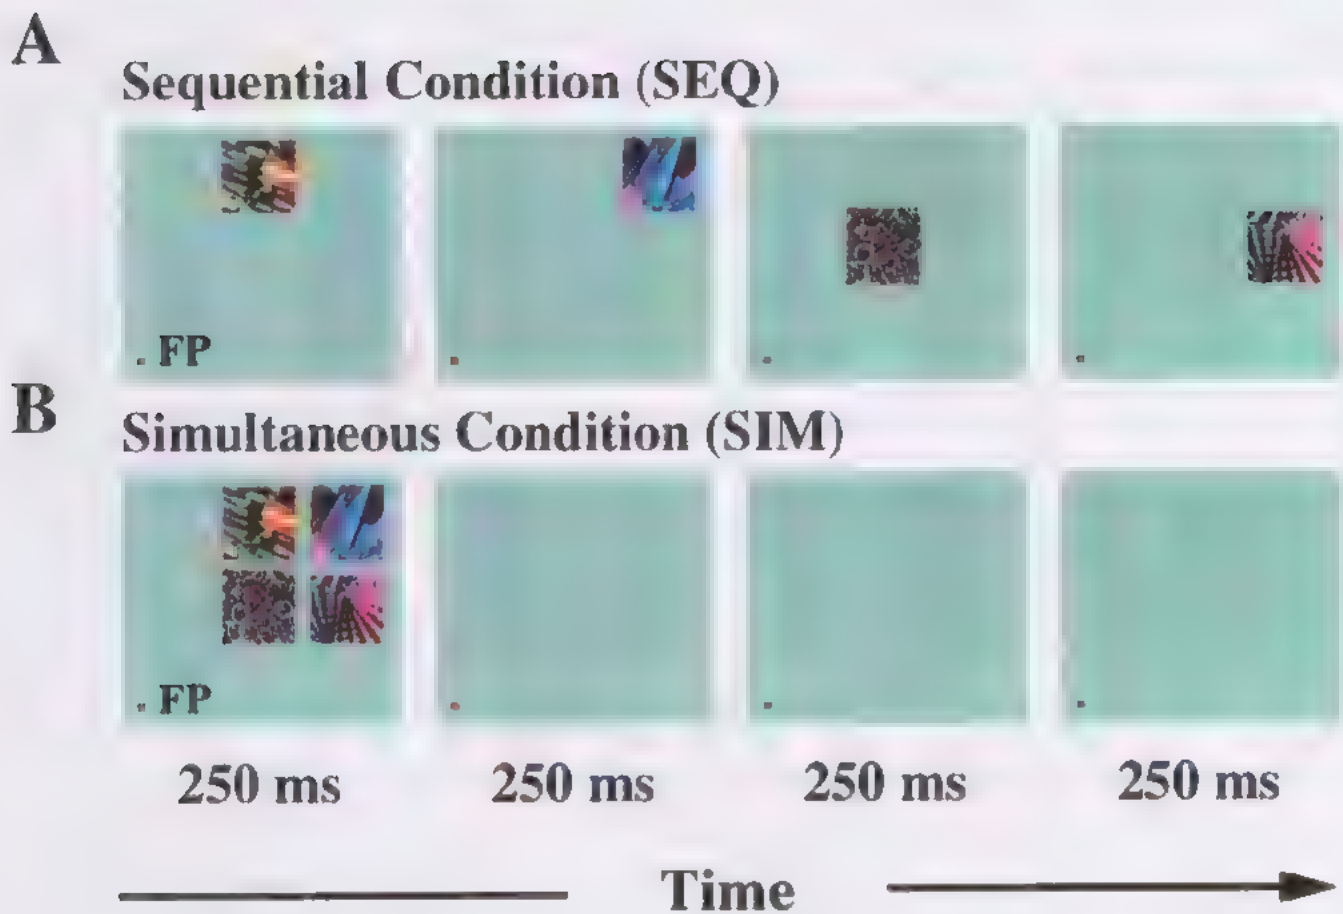 A
Sequential Condition (SEQ)
FP
B
Simultaneous Condition (SIM)
FP
250 ms 250 ms 250 ms 250 ms
Time